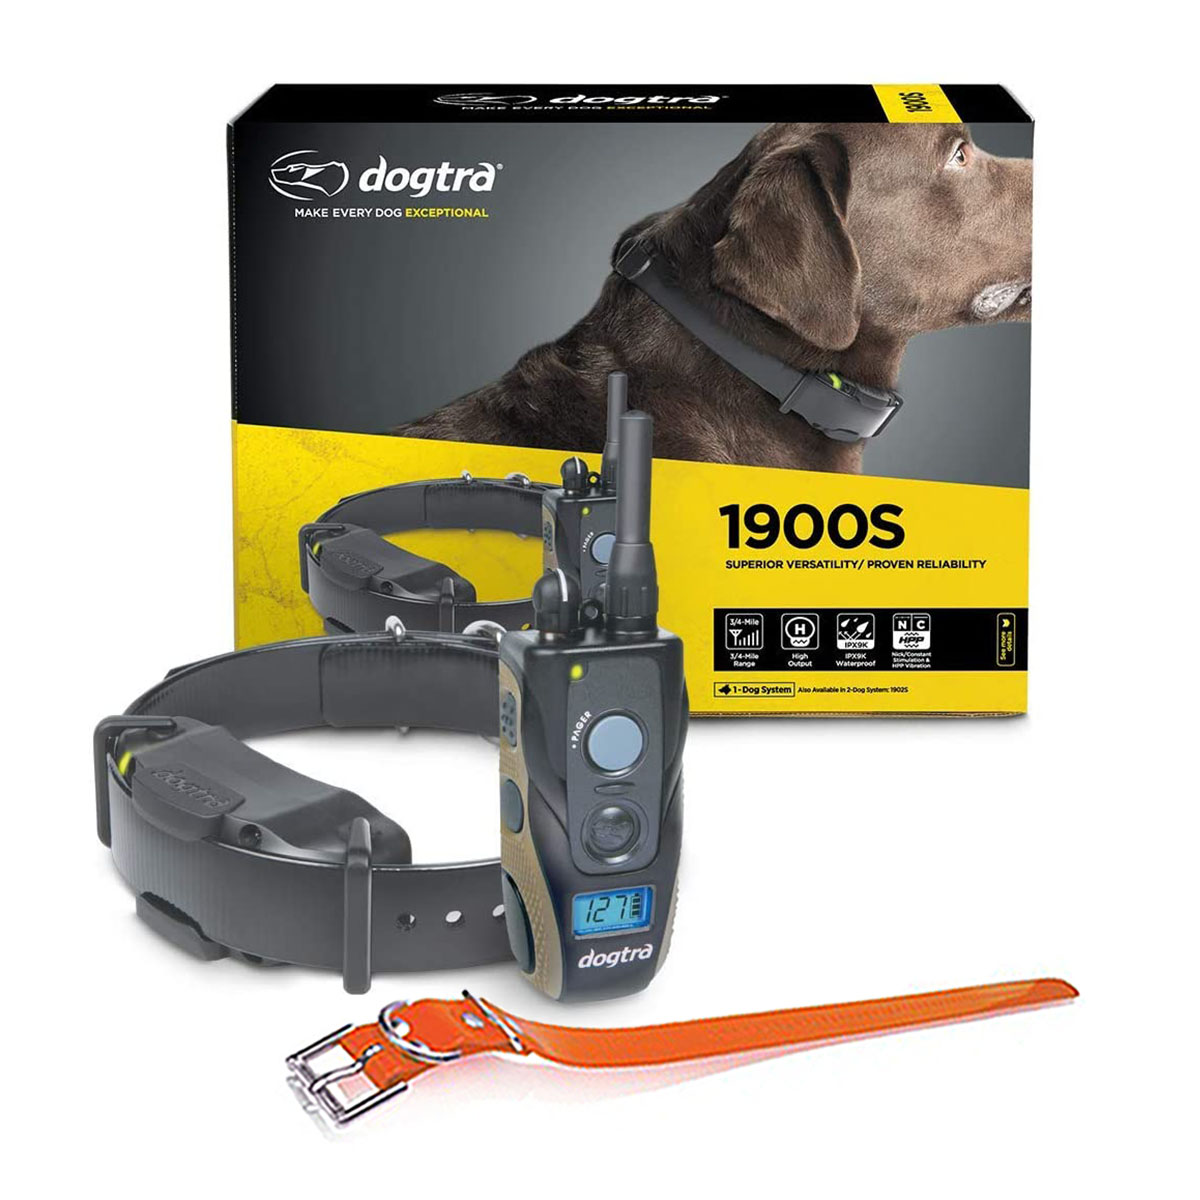 dogtra
MAKE EVERY DOG EXCEPTIONAL
1900S
dogtra®
MAKE EVERY DOG EXCEPTIONAL
1900S
SUPERIOR VERSATILITY/ PROVEN RELIABILITY
3/4-Mile
3/4-Mile
Range
H
High
Output
IPX9K
IPX9K
Waterproof
N C
HPP
Nick/Constant
Stimulation &
HPP Vibration
See more
details
1-Dog System
Also Available in 2-Dog System: 1902S
dogtra
• PAGER
dogtra
• PAGER
127
dogtra